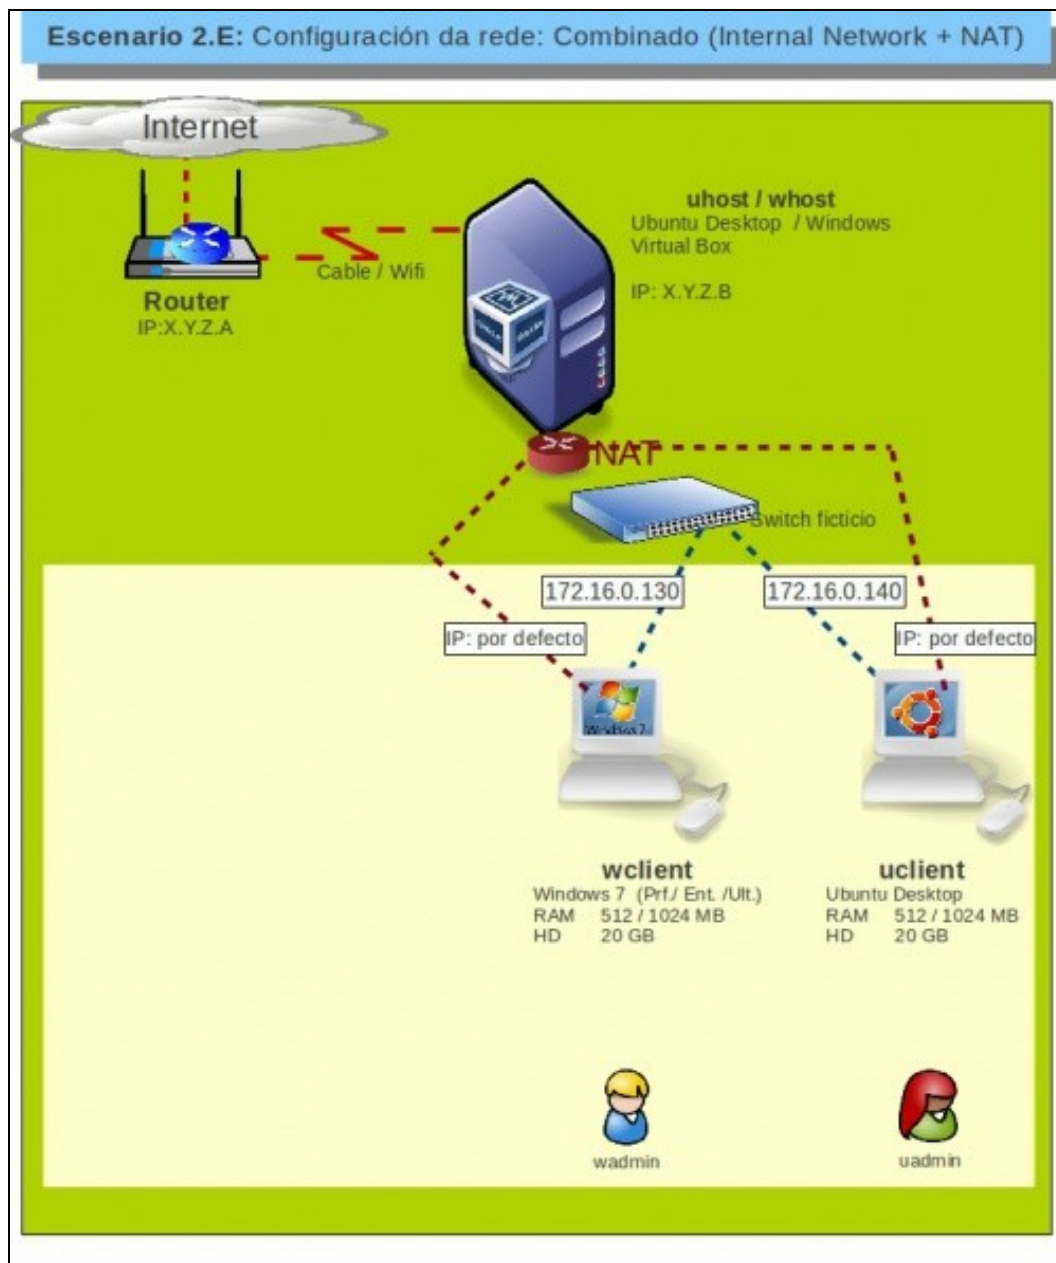 Escenario 2.E: Configuración da rede: Combinado (Internal Network + NAT)
Internet
uhost / whost
Ubuntu Desktop / Windows
Virtual Box
IP: X.Y.Z.B
Cable / Wifi
Router
IP:X.Y.Z.A
NAT
Switch ficticio
172.16.0.130
172.16.0.140
IP: por defecto
IP: por defecto
Windows 7
wclient
Windows 7 (Prf./ Ent. /Ult.)
RAM 512 / 1024 MB
HD 20 GB
uclient
Ubuntu Desktop
RAM 512 / 1024 MB
HD 20 GB
wadmin
uadmin